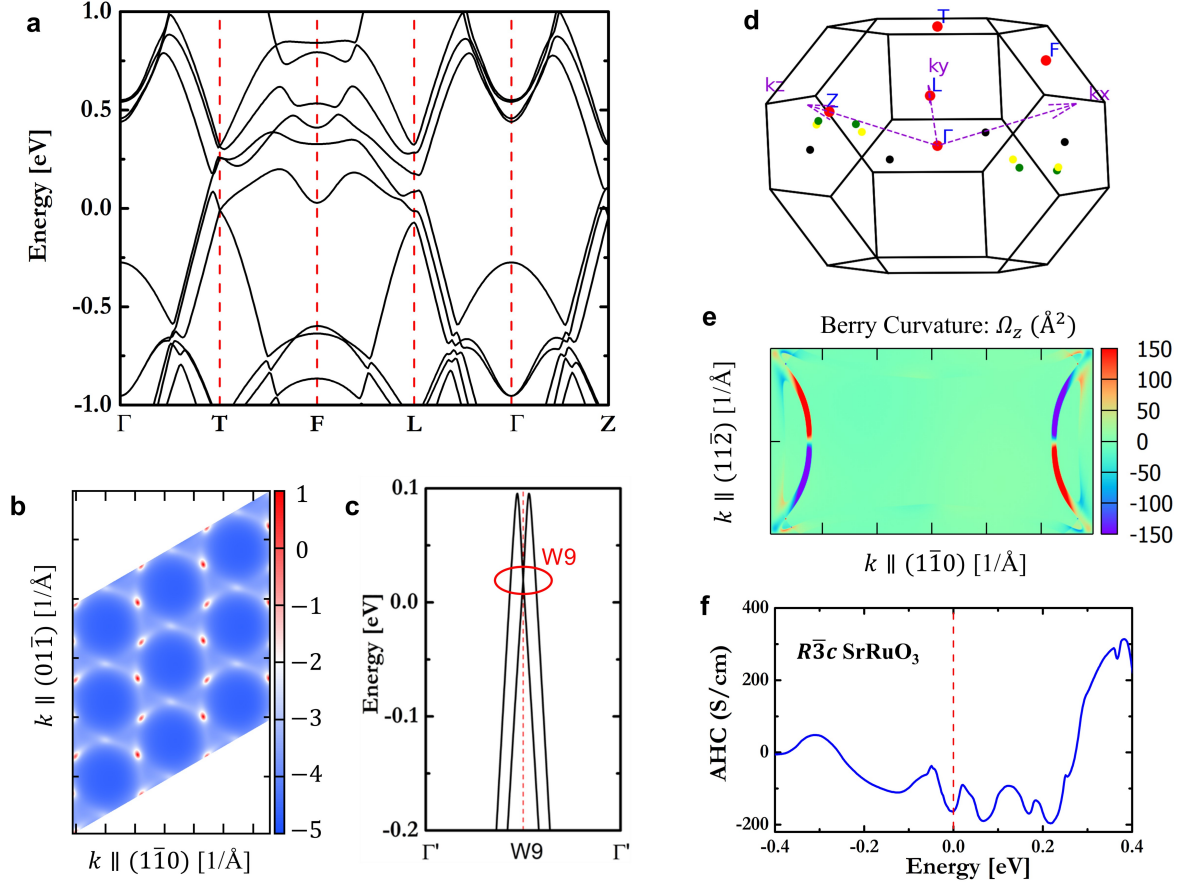 a
1.0
0.5
0.0
-0.5
-1.0
Energy [eV]
Γ T F L Γ Z
b
1
0
−1
−2
−3
−4
−5
k ∥ (011̄) [1/Å]
k ∥ (11̄0) [1/Å]
c
0.1
0.0
-0.1
-0.2
Energy [eV]
W9
Γ' W9 Γ'
d
T
F
ky
kz
L
kx
Z
Γ
e
Berry Curvature: Ω_z (Å²)
150
100
50
0
-50
-100
-150
k ∥ (112̄) [1/Å]
k ∥ (11̄0) [1/Å]
f
400
200
0
-200
AHC (S/cm)
R3̄c SrRuO₃
-0.4 -0.2 0.0 0.2 0.4
Energy [eV]